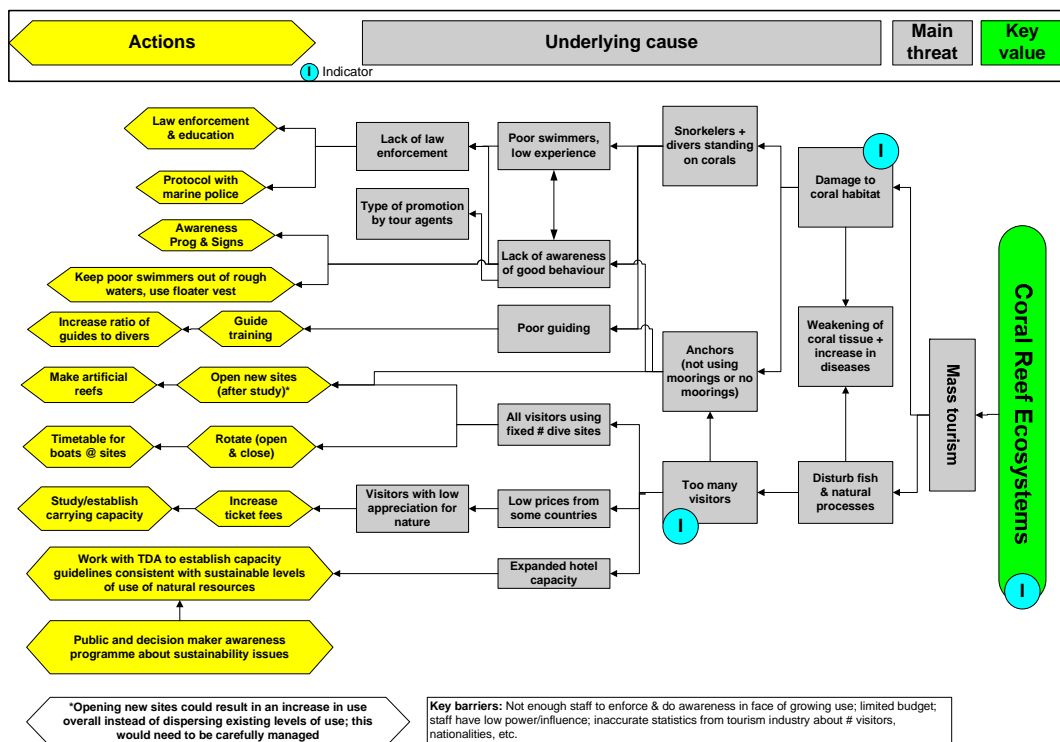 Actions
Underlying cause
Main
threat
Key
value
I Indicator
Law enforcement
& education
Lack of law
enforcement
Poor swimmers,
low experience
Snorkelers +
divers standing
on corals
I
Damage to
coral habitat
Protocol with
marine police
Type of promotion
by tour agents
Awareness
Prog & Signs
Lack of awareness
of good behaviour
Keep poor swimmers out of rough
waters, use floater vest
Increase ratio of
guides to divers
Guide
training
Poor guiding
Weakening of
coral tissue +
increase in
diseases
Anchors
(not using
moorings or no
moorings)
Make artificial
reefs
Open new sites
(after study)*
All visitors using
fixed # dive sites
Timetable for
boats @ sites
Rotate (open
& close)
Mass tourism
Coral Reef Ecosystems
I
Too many
visitors
I
Disturb fish
& natural
processes
Study/establish
carrying capacity
Increase
ticket fees
Visitors with low
appreciation for
nature
Low prices from
some countries
Work with TDA to establish capacity
guidelines consistent with sustainable levels
of use of natural resources
Expanded hotel
capacity
Public and decision maker awareness
programme about sustainability issues
*Opening new sites could result in an increase in use
overall instead of dispersing existing levels of use; this
would need to be carefully managed
Key barriers: Not enough staff to enforce & do awareness in face of growing use; limited budget;
staff have low power/influence; inaccurate statistics from tourism industry about # visitors,
nationalities, etc.